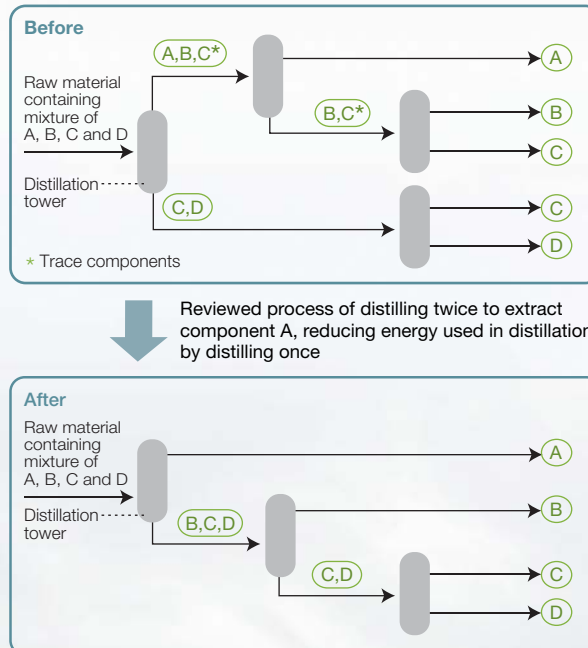 Before
A,B,C*
A
Raw material
containing
mixture of
A, B, C and D
B,C*
B
C
Distillation
tower
C,D
C
D
* Trace components
Reviewed process of distilling twice to extract
component A, reducing energy used in distillation
by distilling once
After
Raw material
containing
mixture of
A, B, C and D
A
Distillation
tower
B,C,D
B
C,D
C
D